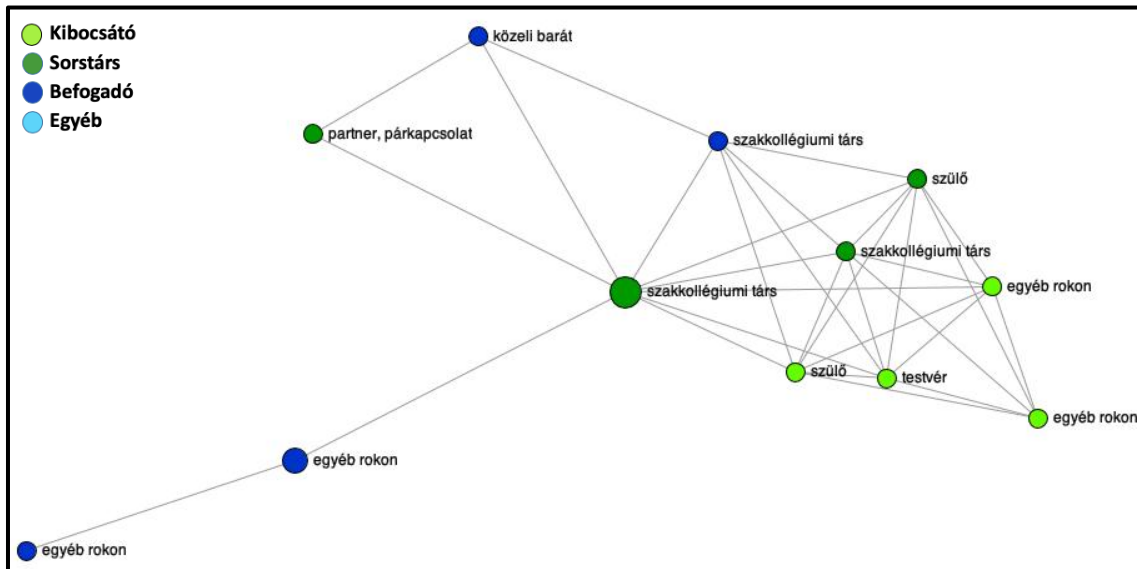 Kibocsátó
Sorstárs
Befogadó
Egyéb
közeli barát
partner, párkapcsolat
szakkollégiumi társ
szülő
szakkollégiumi társ
egyéb rokon
szakkollégiumi társ
szülő
testvér
egyéb rokon
egyéb rokon
egyéb rokon